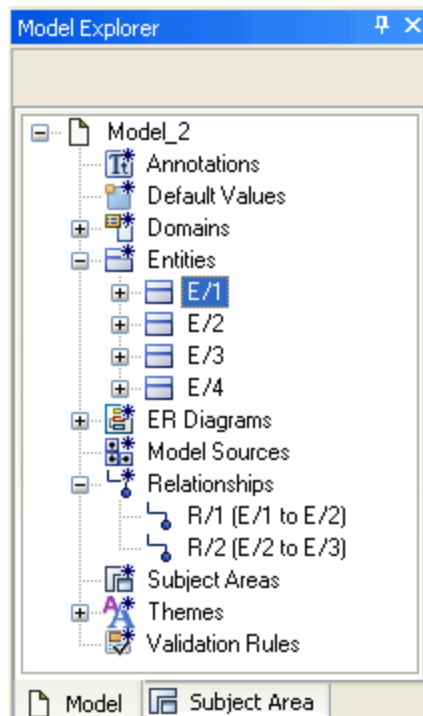 Model Explorer
Model_2
Annotations
Default Values
Domains
Entities
E/1
E/2
E/3
E/4
ER Diagrams
Model Sources
Relationships
R/1 (E/1 to E/2)
R/2 (E/2 to E/3)
Subject Areas
Themes
Validation Rules
Model Subject Area